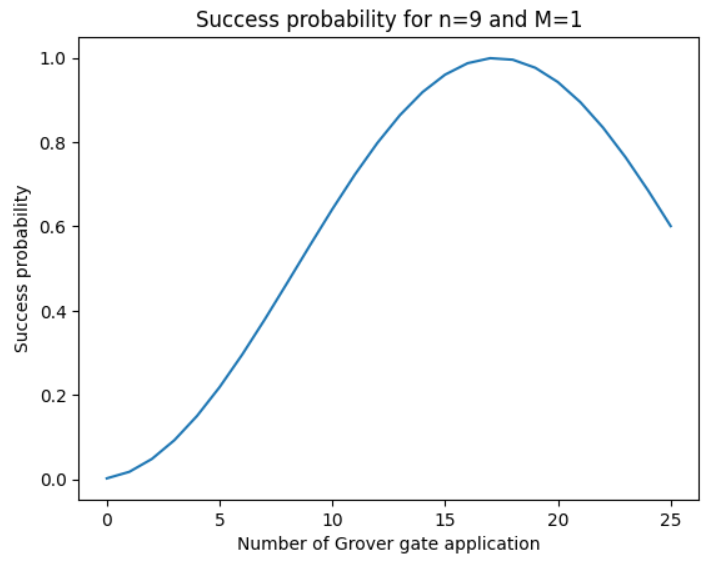 Success probability for n=9 and M=1
Success probability
1.0
0.8
0.6
0.4
0.2
0.0
0 5 10 15 20 25
Number of Grover gate application